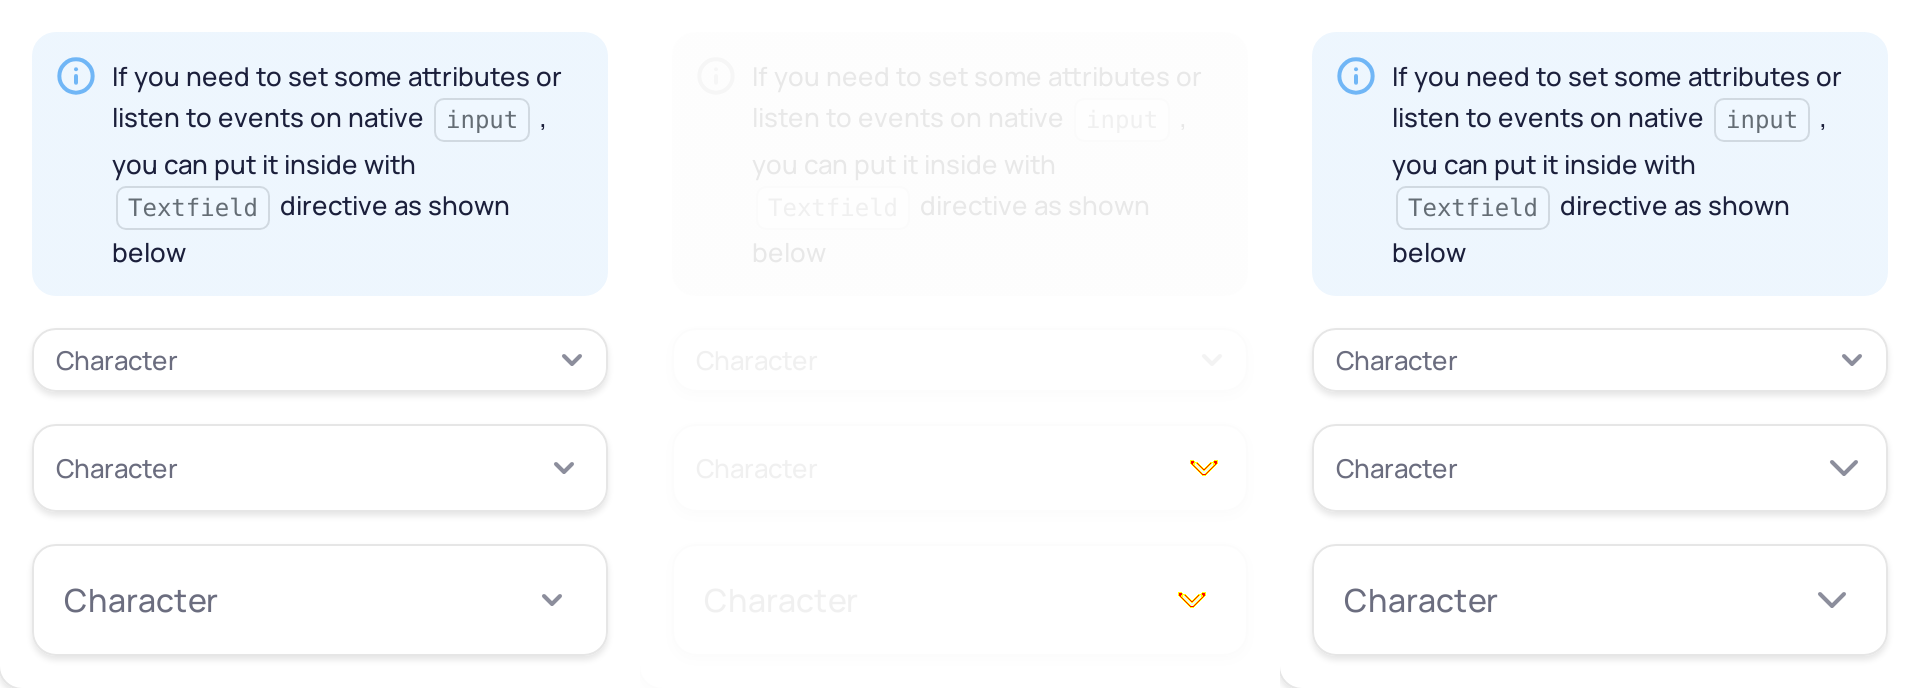 If you need to set some attributes or
listen to events on native input ,
you can put it inside with
Textfield directive as shown
below
Character
Character
Character
If you need to set some attributes or
listen to events on native input ,
you can put it inside with
Textfield directive as shown
below
Character
Character
Character
If you need to set some attributes or
listen to events on native input ,
you can put it inside with
Textfield directive as shown
below
Character
Character
Character